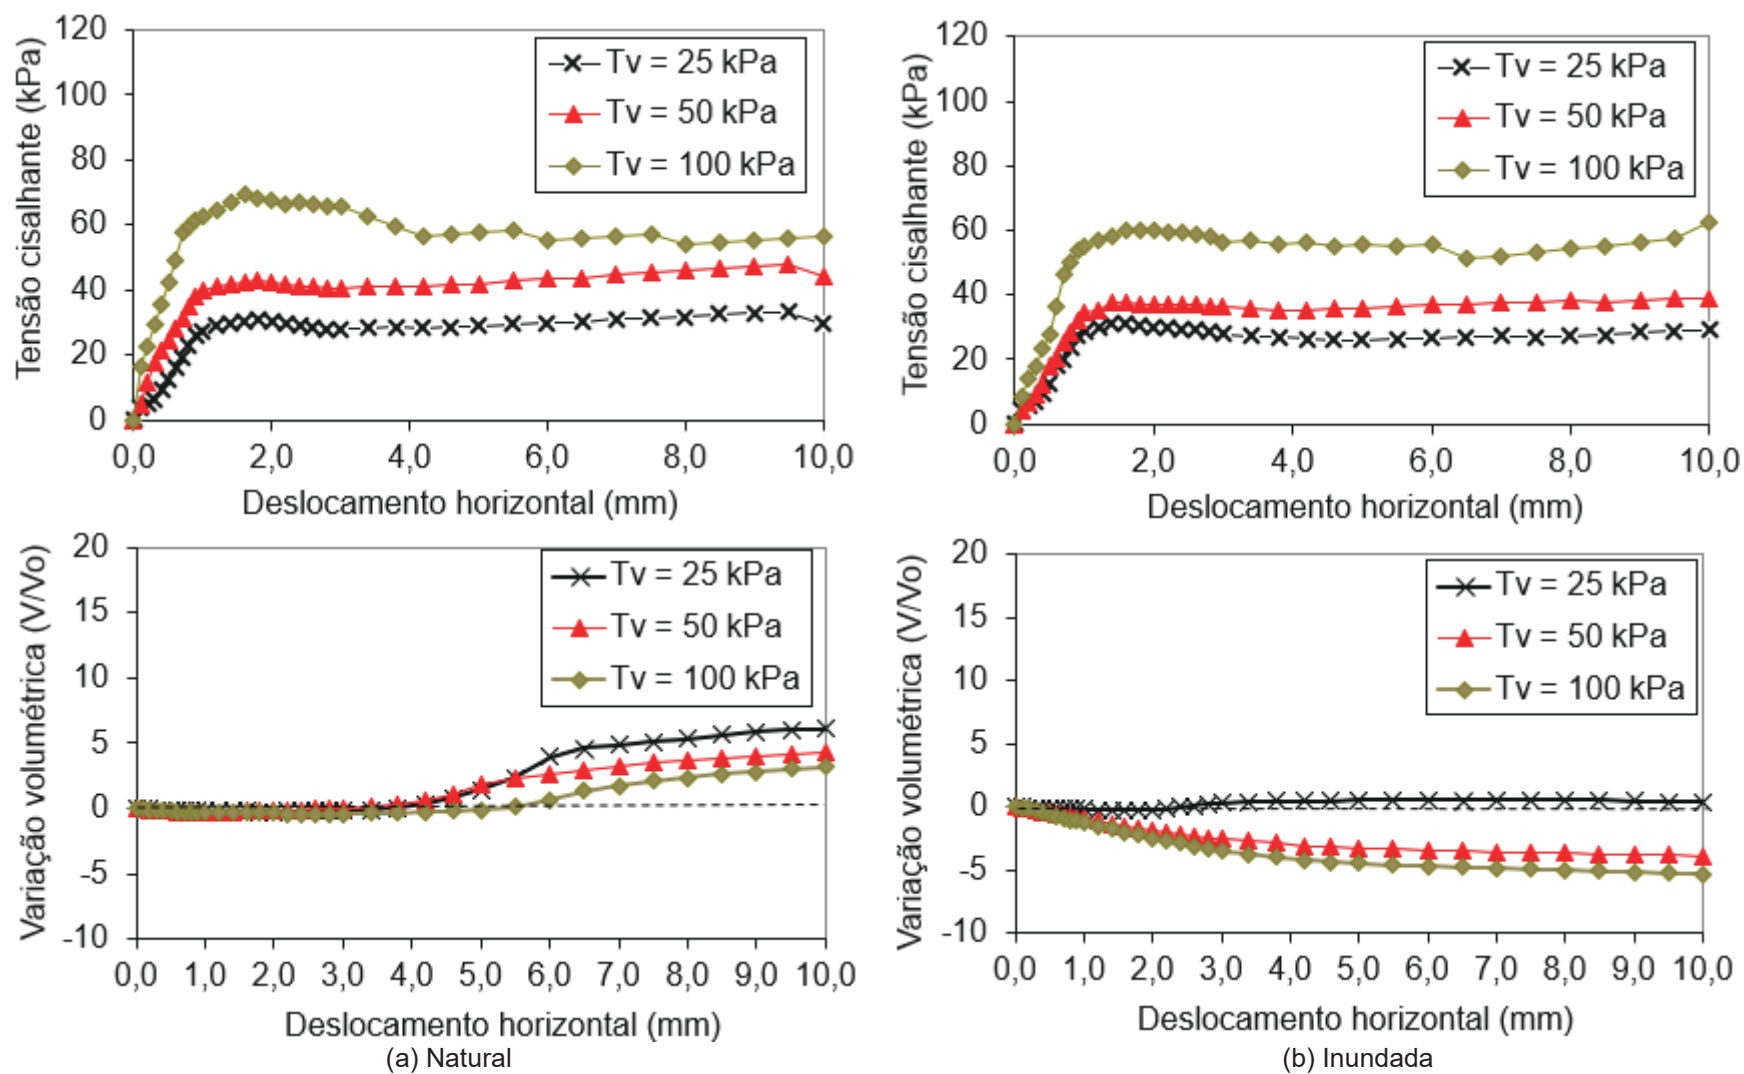 Tensão cisalhante (kPa)
120
100
80
60
40
20
0
Tv = 25 kPa
Tv = 50 kPa
Tv = 100 kPa
0,0 2,0 4,0 6,0 8,0 10,0
Deslocamento horizontal (mm)
Tensão cisalhante (kPa)
120
100
80
60
40
20
0
Tv = 25 kPa
Tv = 50 kPa
Tv = 100 kPa
0,0 2,0 4,0 6,0 8,0 10,0
Deslocamento horizontal (mm)
Variação volumétrica (V/Vo)
20
15
10
5
0
-5
-10
Tv = 25 kPa
Tv = 50 kPa
Tv = 100 kPa
0,0 1,0 2,0 3,0 4,0 5,0 6,0 7,0 8,0 9,0 10,0
Deslocamento horizontal (mm)
(a) Natural
Variação volumétrica (V/Vo)
20
15
10
5
0
-5
-10
Tv = 25 kPa
Tv = 50 kPa
Tv = 100 kPa
0,0 1,0 2,0 3,0 4,0 5,0 6,0 7,0 8,0 9,0 10,0
Deslocamento horizontal (mm)
(b) Inundada